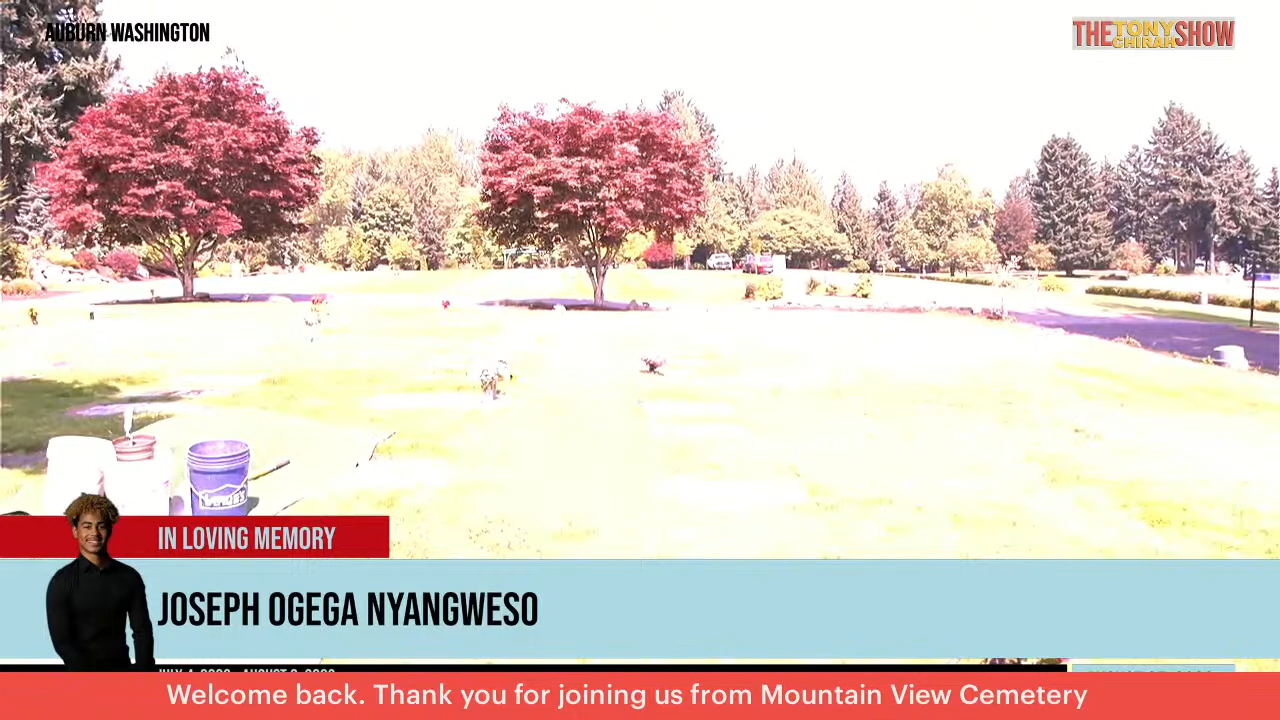 AUBURN WASHINGTON
THE TONY CHIRAH SHOW
IN LOVING MEMORY
JOSEPH OGEGA NYANGWESO
Welcome back. Thank you for joining us from Mountain View Cemetery